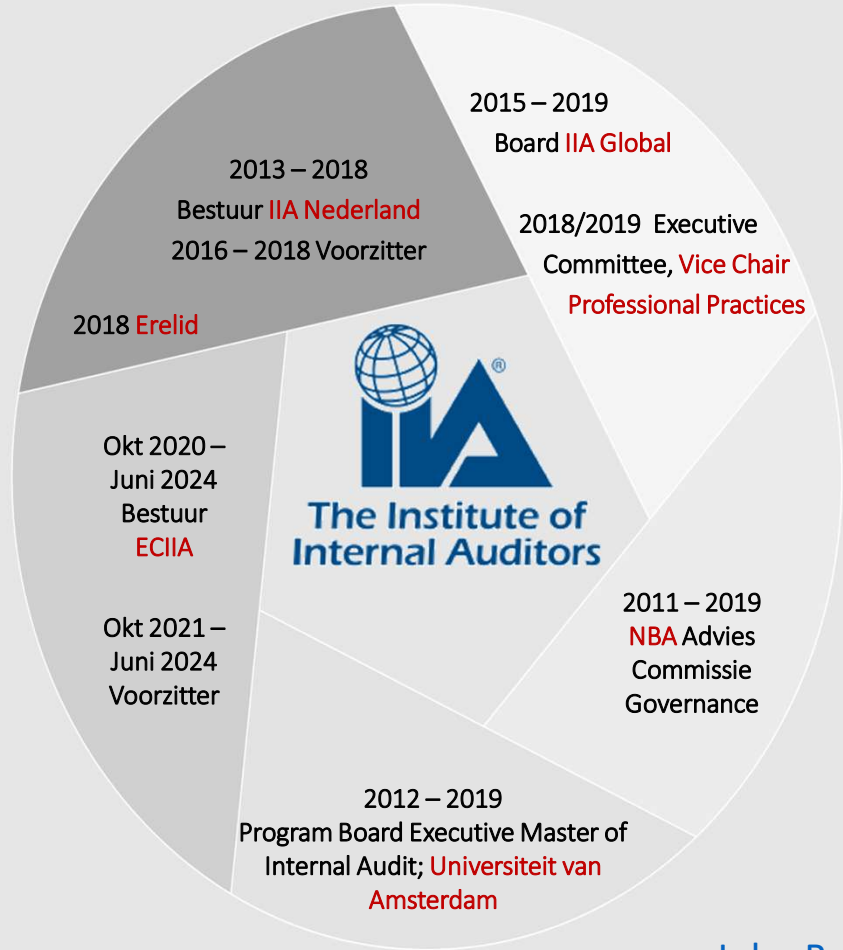 2015 – 2019
Board IIA Global
2018/2019 Executive
Committee, Vice Chair
Professional Practices
2013 – 2018
Bestuur IIA Nederland
2016 – 2018 Voorzitter
2018 Erelid
IIA ®
The Institute of
Internal Auditors
Okt 2020 –
Juni 2024
Bestuur
ECIIA
Okt 2021 –
Juni 2024
Voorzitter
2011 – 2019
NBA Advies
Commissie
Governance
2012 – 2019
Program Board Executive Master of
Internal Audit; Universiteit van
Amsterdam